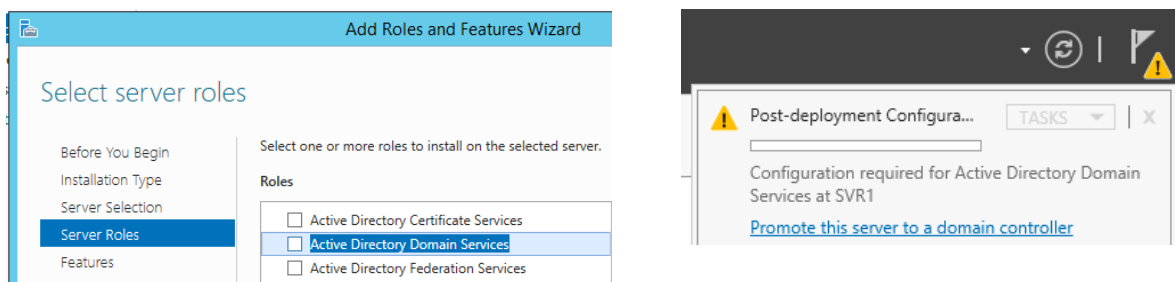 Add Roles and Features Wizard
Select server roles
Before You Begin
Installation Type
Server Selection
Server Roles
Features
Select one or more roles to install on the selected server.
Roles
Active Directory Certificate Services
Active Directory Domain Services
Active Directory Federation Services
Post-deployment Configura...
TASKS
X
Configuration required for Active Directory Domain
Services at SVR1
Promote this server to a domain controller